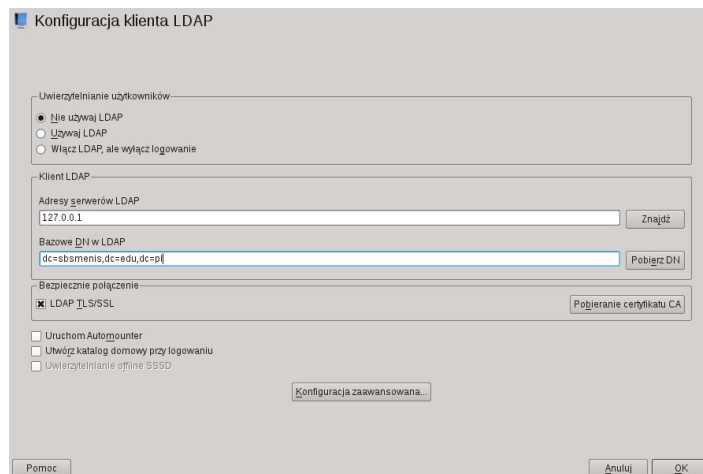 Konfiguracja klienta LDAP
Uwierzytelnianie użytkowników
Nie używaj LDAP
Używaj LDAP
Włącz LDAP, ale wyłącz logowanie
Klient LDAP
Adresy serwerów LDAP
127.0.0.1
Znajdź
Bazowe DN w LDAP
dc=sbsmenis,dc=edu,dc=pl
Pobierz DN
Bezpiecznie połączenie
LDAP TLS/SSL
Pobieranie certyfikatu CA
Uruchom Automounter
Utwórz katalog domowy przy logowaniu
Uwierzytelnianie offline SSSD
Konfiguracja zaawansowana...
Pomoc
Anuluj
OK